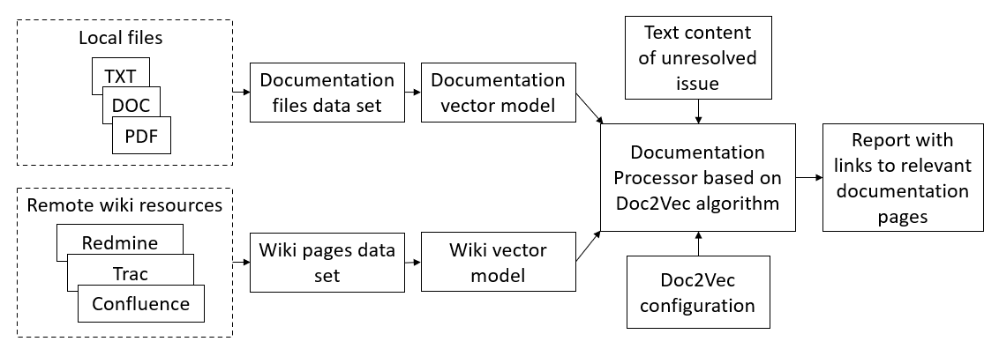 Local files
TXT
DOC
PDF
Documentation
files data set
Documentation
vector model
Text content
of unresolved
issue
Documentation
Processor based on
Doc2Vec algorithm
Report with
links to relevant
documentation
pages
Remote wiki resources
Redmine
Trac
Confluence
Wiki pages data
set
Wiki vector
model
Doc2Vec
configuration